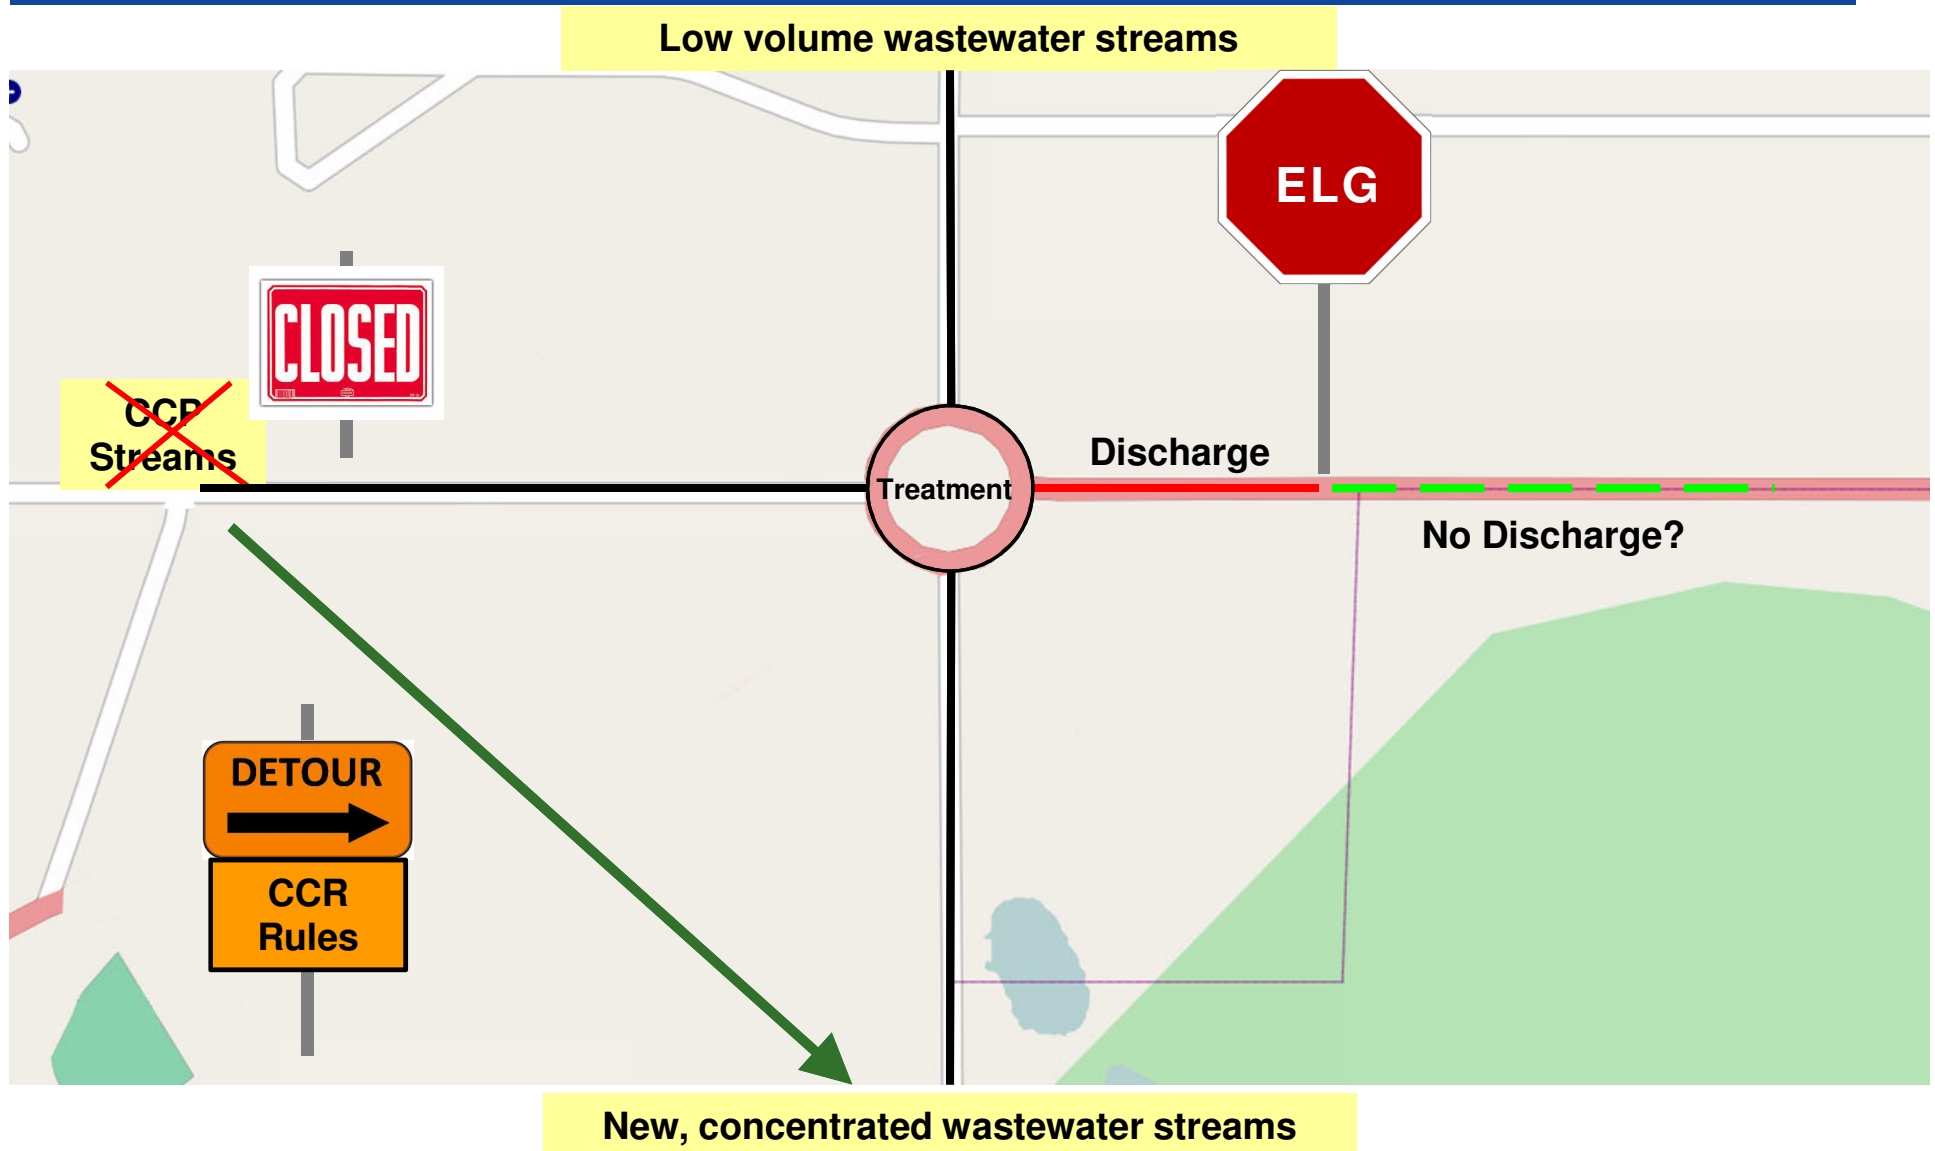 Low volume wastewater streams
ELG
CLOSED
CCR
Streams
Discharge
Treatment
No Discharge?
DETOUR
CCR
Rules
New, concentrated wastewater streams